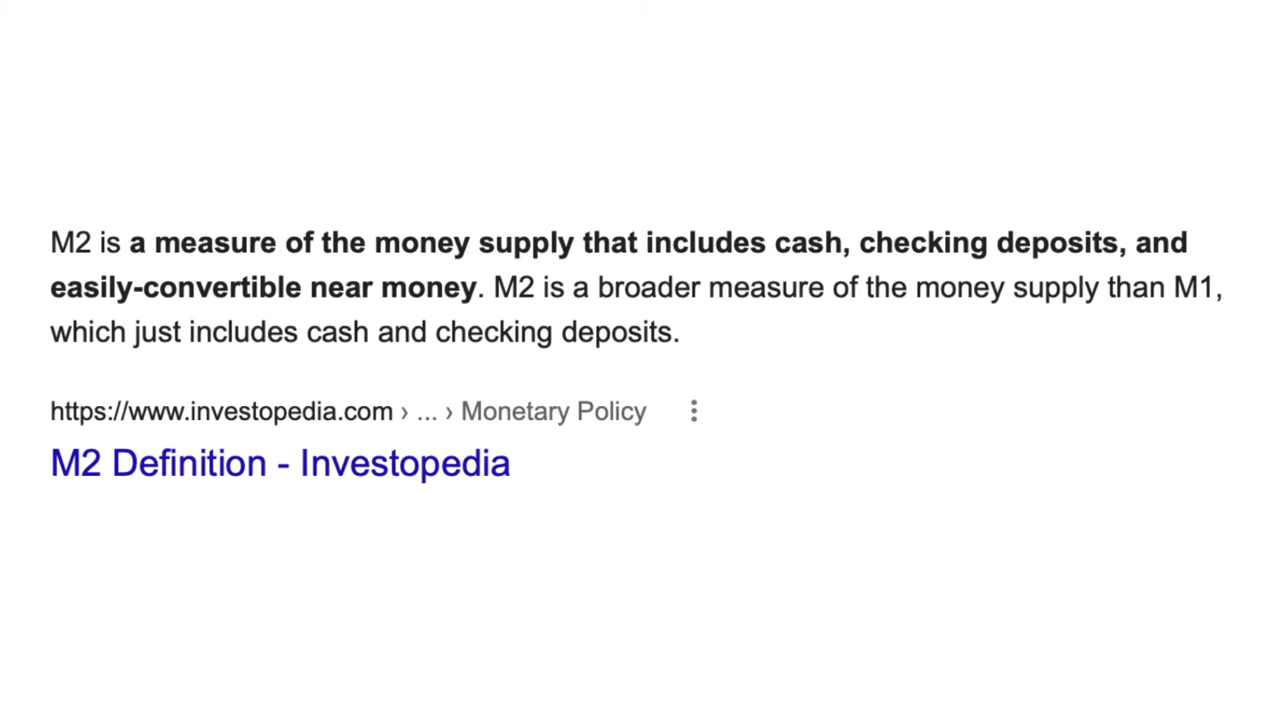 M2 is a measure of the money supply that includes cash, checking deposits, and
easily-convertible near money. M2 is a broader measure of the money supply than M1,
which just includes cash and checking deposits.
https://www.investopedia.com › ... › Monetary Policy
M2 Definition - Investopedia